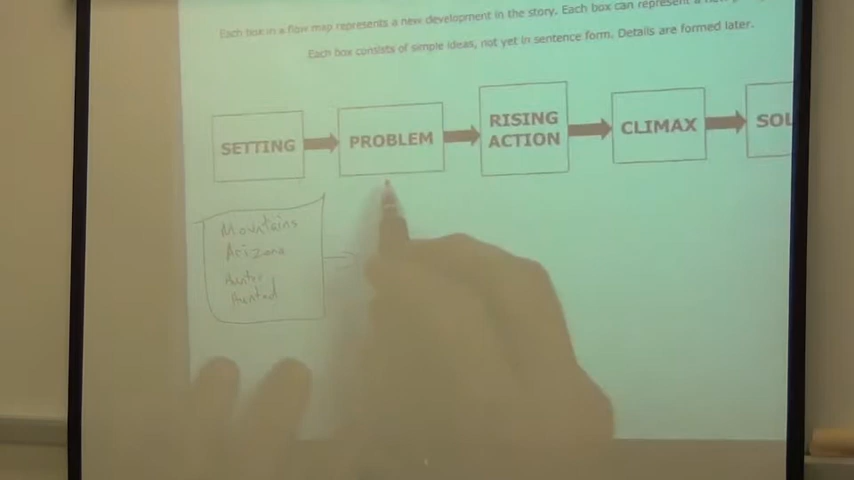 Each box in a flow map represents a new development in the story. Each box can represent a
Each box consists of simple ideas, not yet in sentence form. Details are formed later.
SETTING
PROBLEM
RISING
ACTION
CLIMAX
SOL
Mountains
Arizona